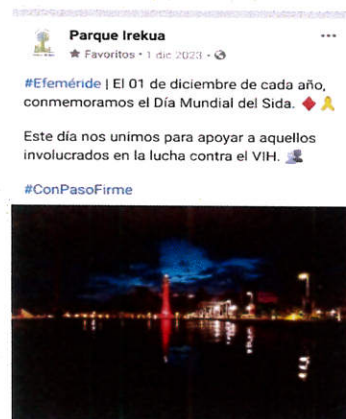 Parque Irekua
Favoritos · 1 dic 2023 ·
#Efeméride | El 01 de diciembre de cada año,
conmemoramos el Día Mundial del Sida. ♦️🎗️
Este día nos unimos para apoyar a aquellos
involucrados en la lucha contra el VIH. 👥
#ConPasoFirme